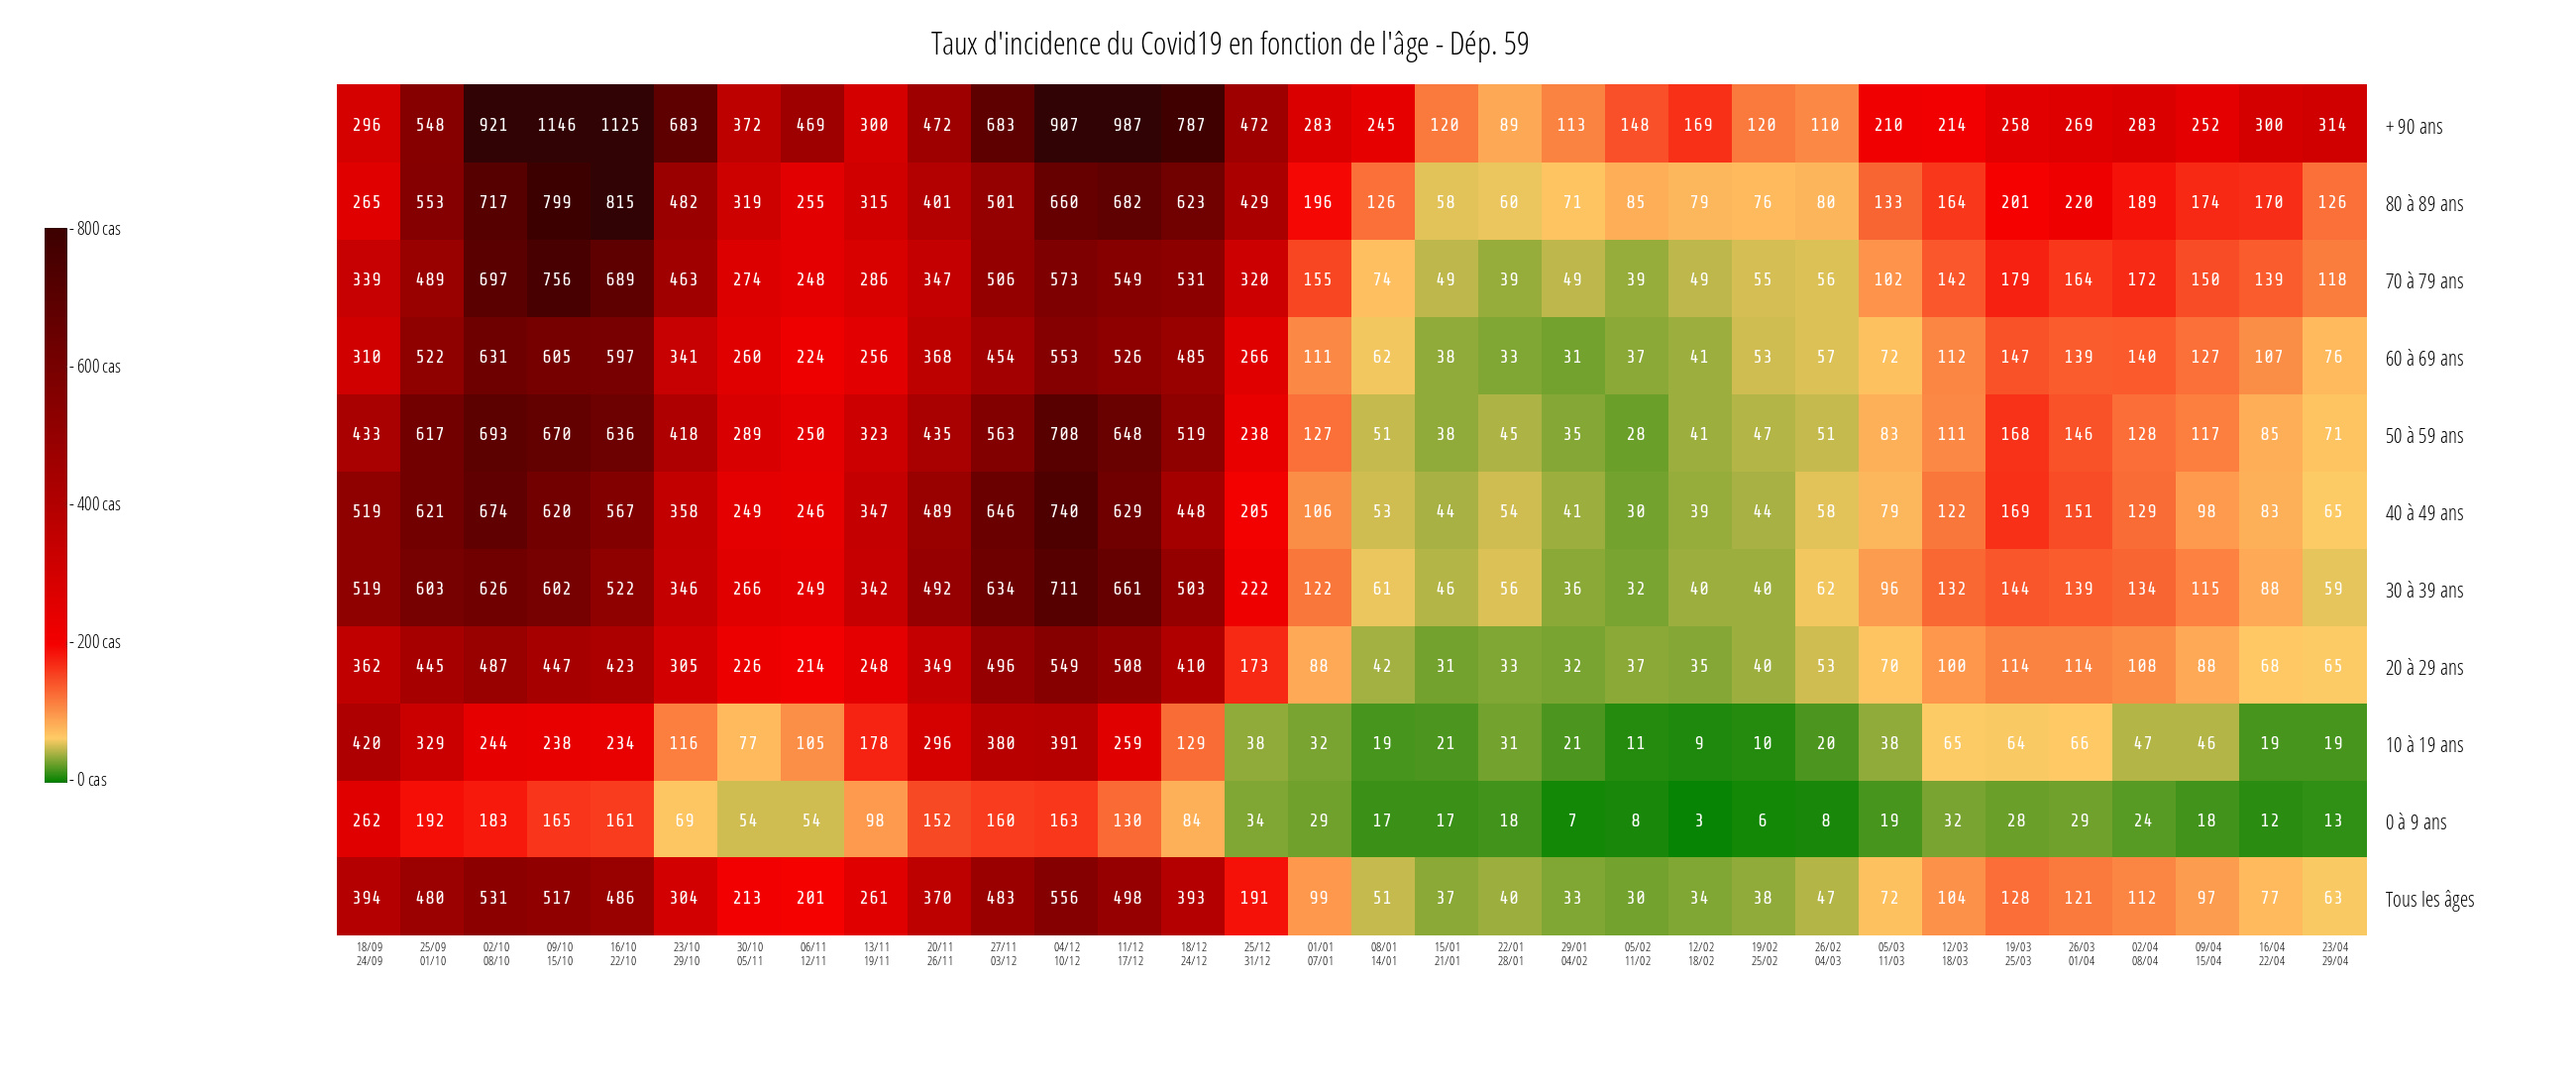 Taux d'incidence du Covid19 en fonction de l'âge - Dép. 59
- 800 cas
- 600 cas
- 400 cas
- 200 cas
- 0 cas
296 548 921 1146 1125 683 372 469 300 472 683 907 987 787 472 283 245 120 89 113 148 169 120 110 210 214 258 269 283 252 300 314 + 90 ans
265 553 717 799 815 482 319 255 315 401 501 660 682 623 429 196 126 58 60 71 85 79 76 80 133 164 201 220 189 174 170 126 80 à 89 ans
339 489 697 756 689 463 274 248 286 347 506 573 549 531 320 155 74 49 39 49 39 49 55 56 102 142 179 164 172 150 139 118 70 à 79 ans
310 522 631 605 597 341 260 224 256 368 454 553 526 485 266 111 62 38 33 31 37 41 53 57 72 112 147 139 140 127 107 76 60 à 69 ans
433 617 693 670 636 418 289 250 323 435 563 708 648 519 238 127 51 38 45 35 28 41 47 51 83 111 168 146 128 117 85 71 50 à 59 ans
519 621 674 620 567 358 249 246 347 489 646 740 629 448 205 106 53 44 54 41 30 39 44 58 79 122 169 151 129 98 83 65 40 à 49 ans
519 603 626 602 522 346 266 249 342 492 634 711 661 503 222 122 61 46 56 36 32 40 40 62 96 132 144 139 134 115 88 59 30 à 39 ans
362 445 487 447 423 305 226 214 248 349 496 549 508 410 173 88 42 31 33 32 37 35 40 53 70 100 114 114 108 88 68 65 20 à 29 ans
420 329 244 238 234 116 77 105 178 296 380 391 259 129 38 32 19 21 31 21 11 9 10 20 38 65 64 66 47 46 19 19 10 à 19 ans
262 192 183 165 161 69 54 54 98 152 160 163 130 84 34 29 17 17 18 7 8 3 6 8 19 32 28 29 24 18 12 13 0 à 9 ans
394 480 531 517 486 304 213 201 261 370 483 556 498 393 191 99 51 37 40 33 30 34 38 47 72 104 128 121 112 97 77 63 Tous les âges
18/09 25/09 02/10 09/10 16/10 23/10 30/10 06/11 13/11 20/11 27/11 04/12 11/12 18/12 25/12 01/01 08/01 15/01 22/01 29/01 05/02 12/02 19/02 26/02 05/03 12/03 19/03 26/03 02/04 09/04 16/04 23/04
24/09 01/10 08/10 15/10 22/10 29/10 05/11 12/11 19/11 26/11 03/12 10/12 17/12 24/12 31/12 07/01 14/01 21/01 28/01 04/02 11/02 18/02 25/02 04/03 11/03 18/03 25/03 01/04 08/04 15/04 22/04 29/04